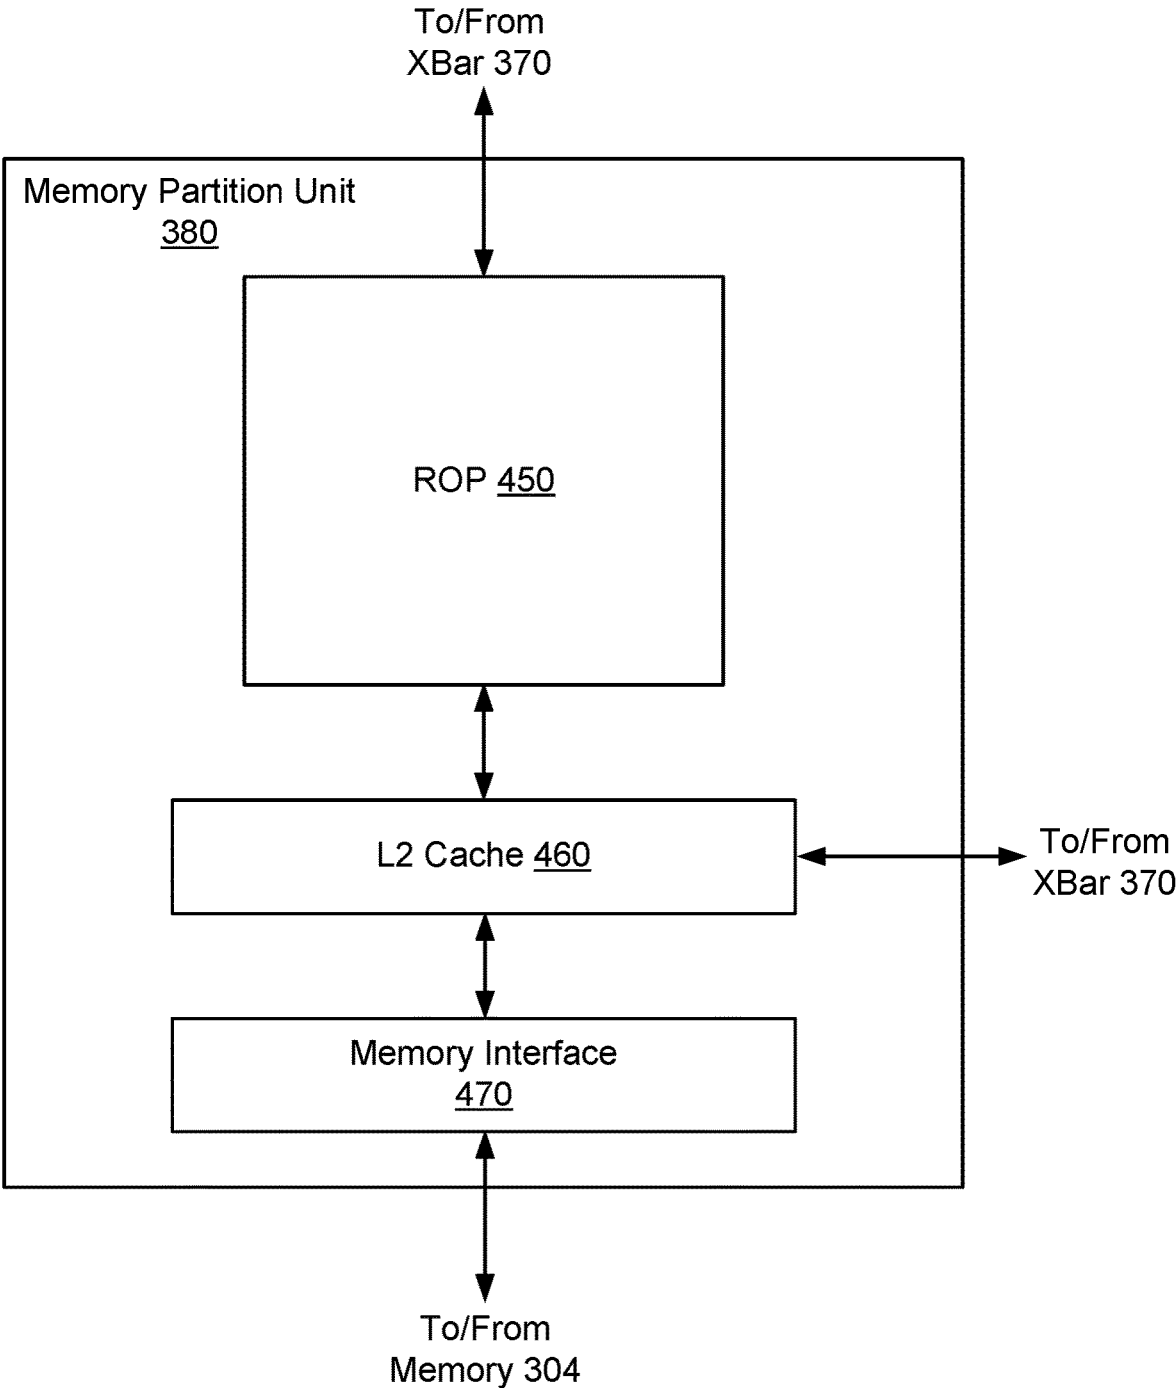 To/From
XBar 370
Memory Partition Unit
380
ROP 450
L2 Cache 460
To/From
XBar 370
Memory Interface
470
To/From
Memory 304